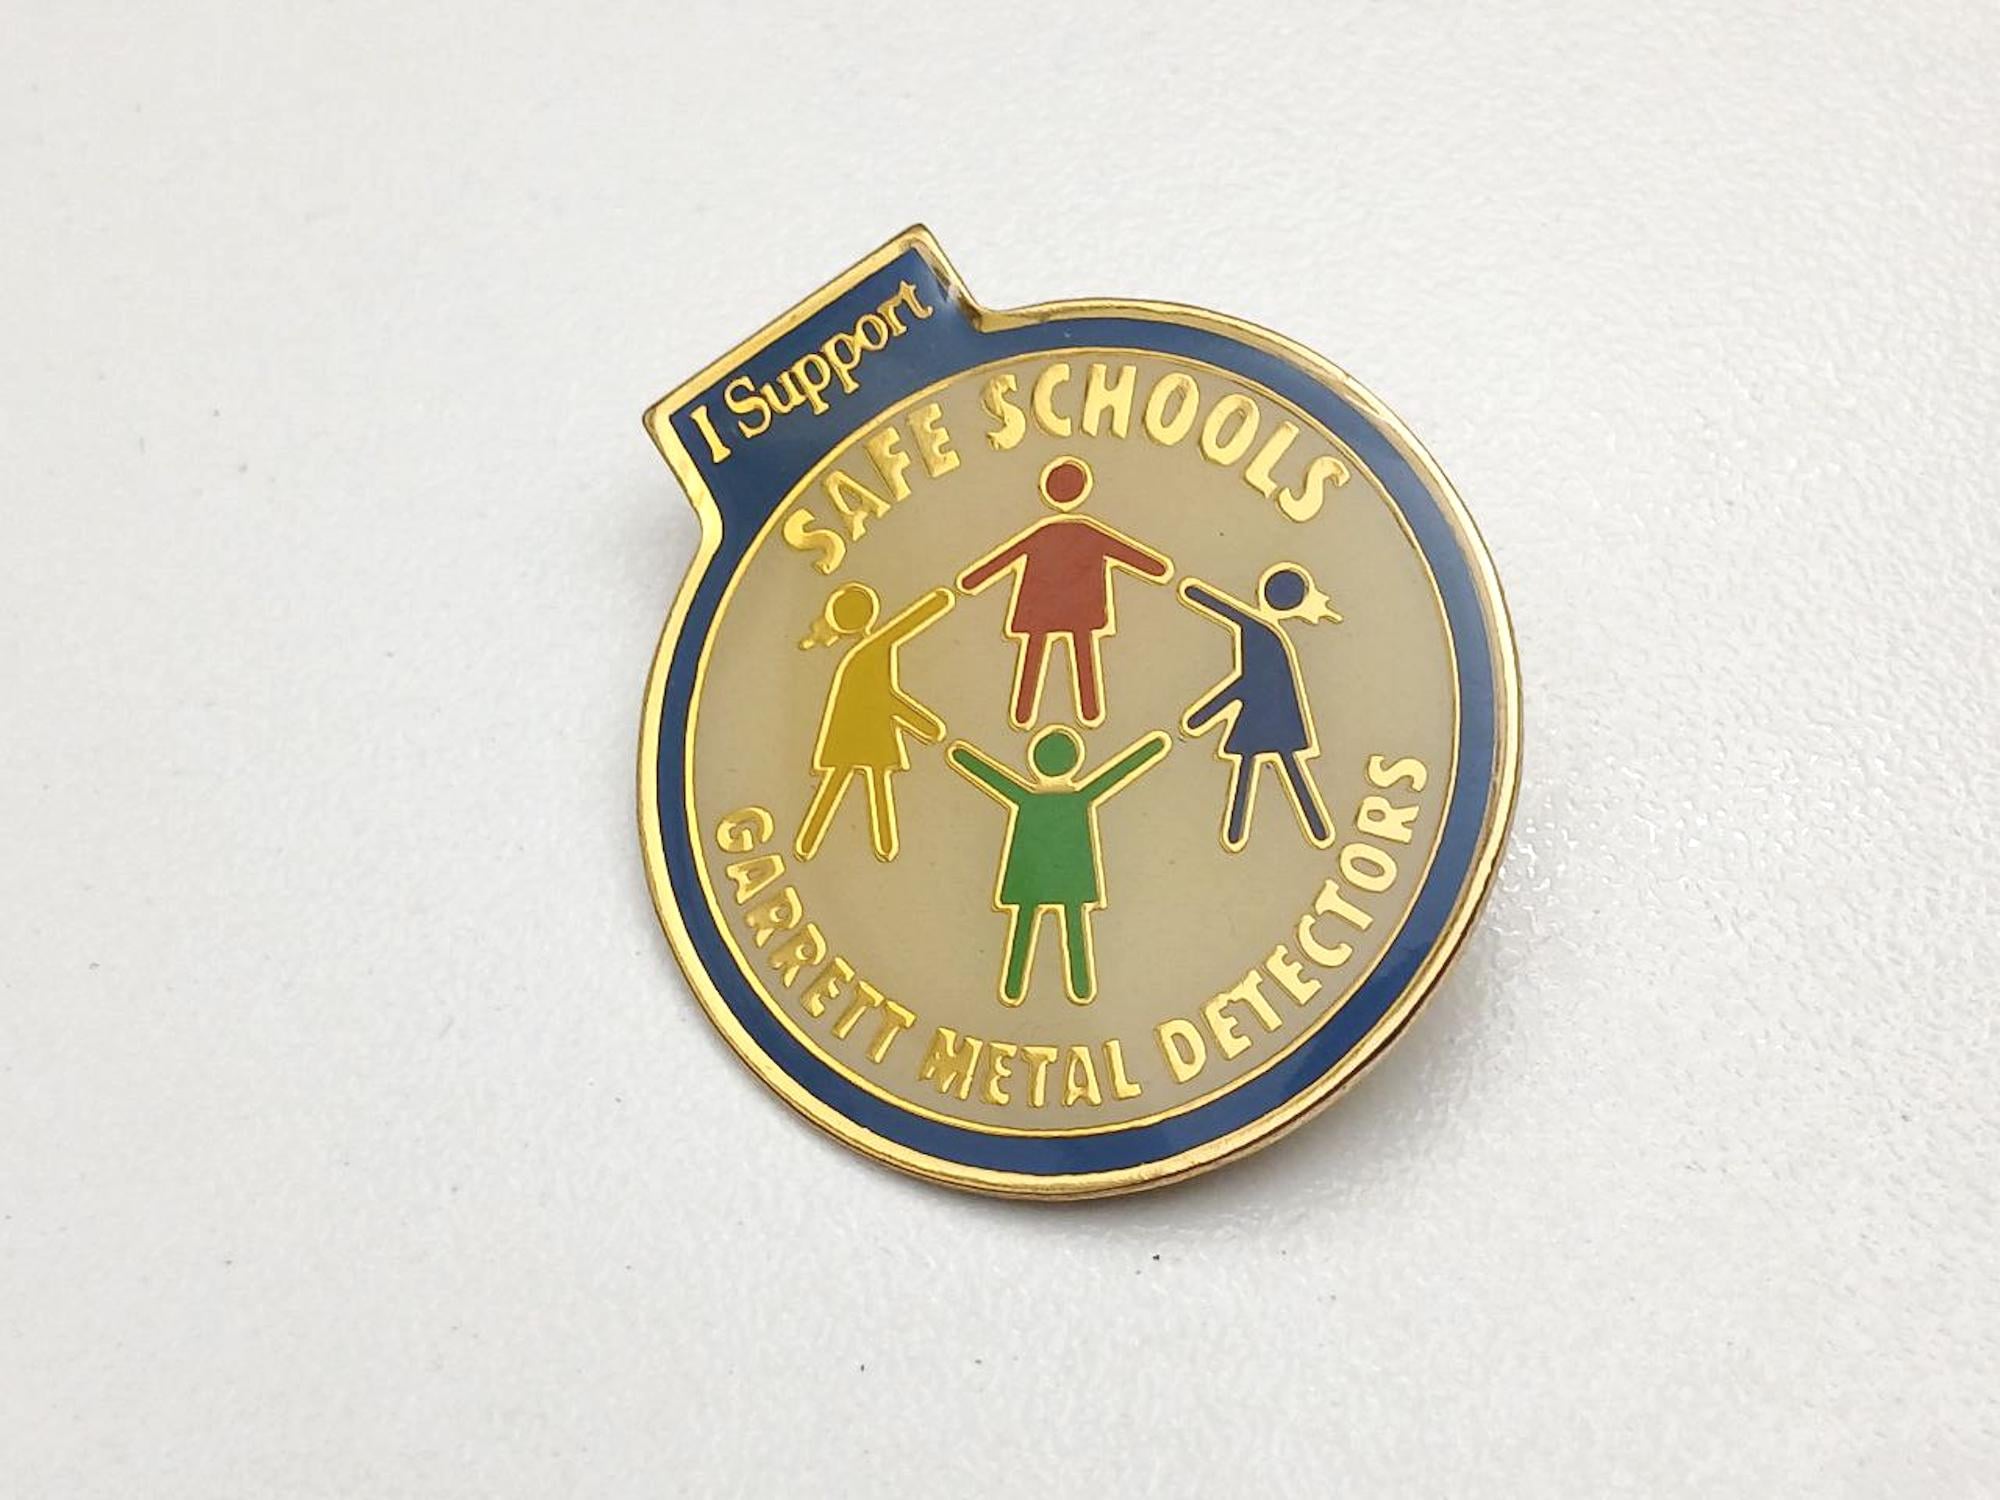 I Support
SAFE SCHOOLS
GARRETT METAL DETECTORS